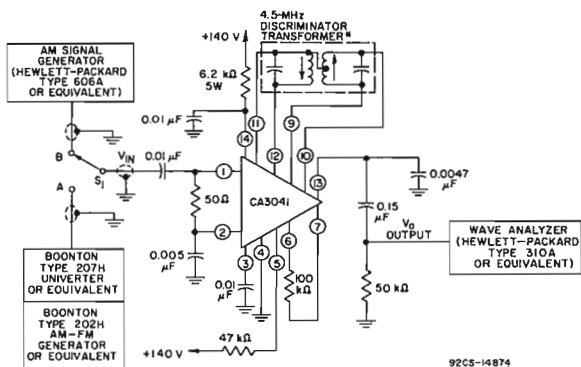 4.5-MHz
DISCRIMINATOR
TRANSFORMER*
+140 V
AM SIGNAL
GENERATOR
(HEWLETT-PACKARD
TYPE 606A
OR EQUIVALENT)
6.2 kΩ
5W
0.01 μF
14
11
12
9
10
13
B
S1
A
VIN
0.01 μF
1
50Ω
2
CA3041
0.005
μF
3
4
5
6
7
0.01
μF
100
kΩ
0.0047
μF
0.15
μF
Vo
OUTPUT
50 kΩ
WAVE ANALYZER
(HEWLETT-PACKARD
TYPE 310A
OR EQUIVALENT)
BOONTON
TYPE 207H
UNIVERTER
OR EQUIVALENT
BOONTON
TYPE 202H
AM-FM
GENERATOR
OR EQUIVALENT
47 kΩ
+140 V
92CS-14874